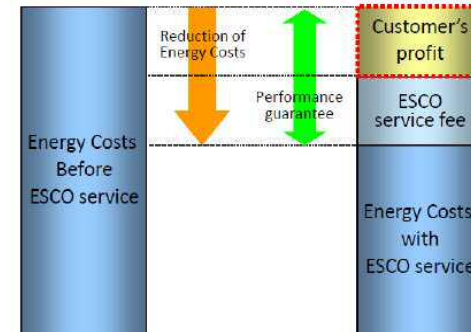 Reduction of
Energy Costs
Customer's
profit
Performance
guarantee
ESCO
service fee
Energy Costs
Before
ESCO service
Energy Costs
with
ESCO service